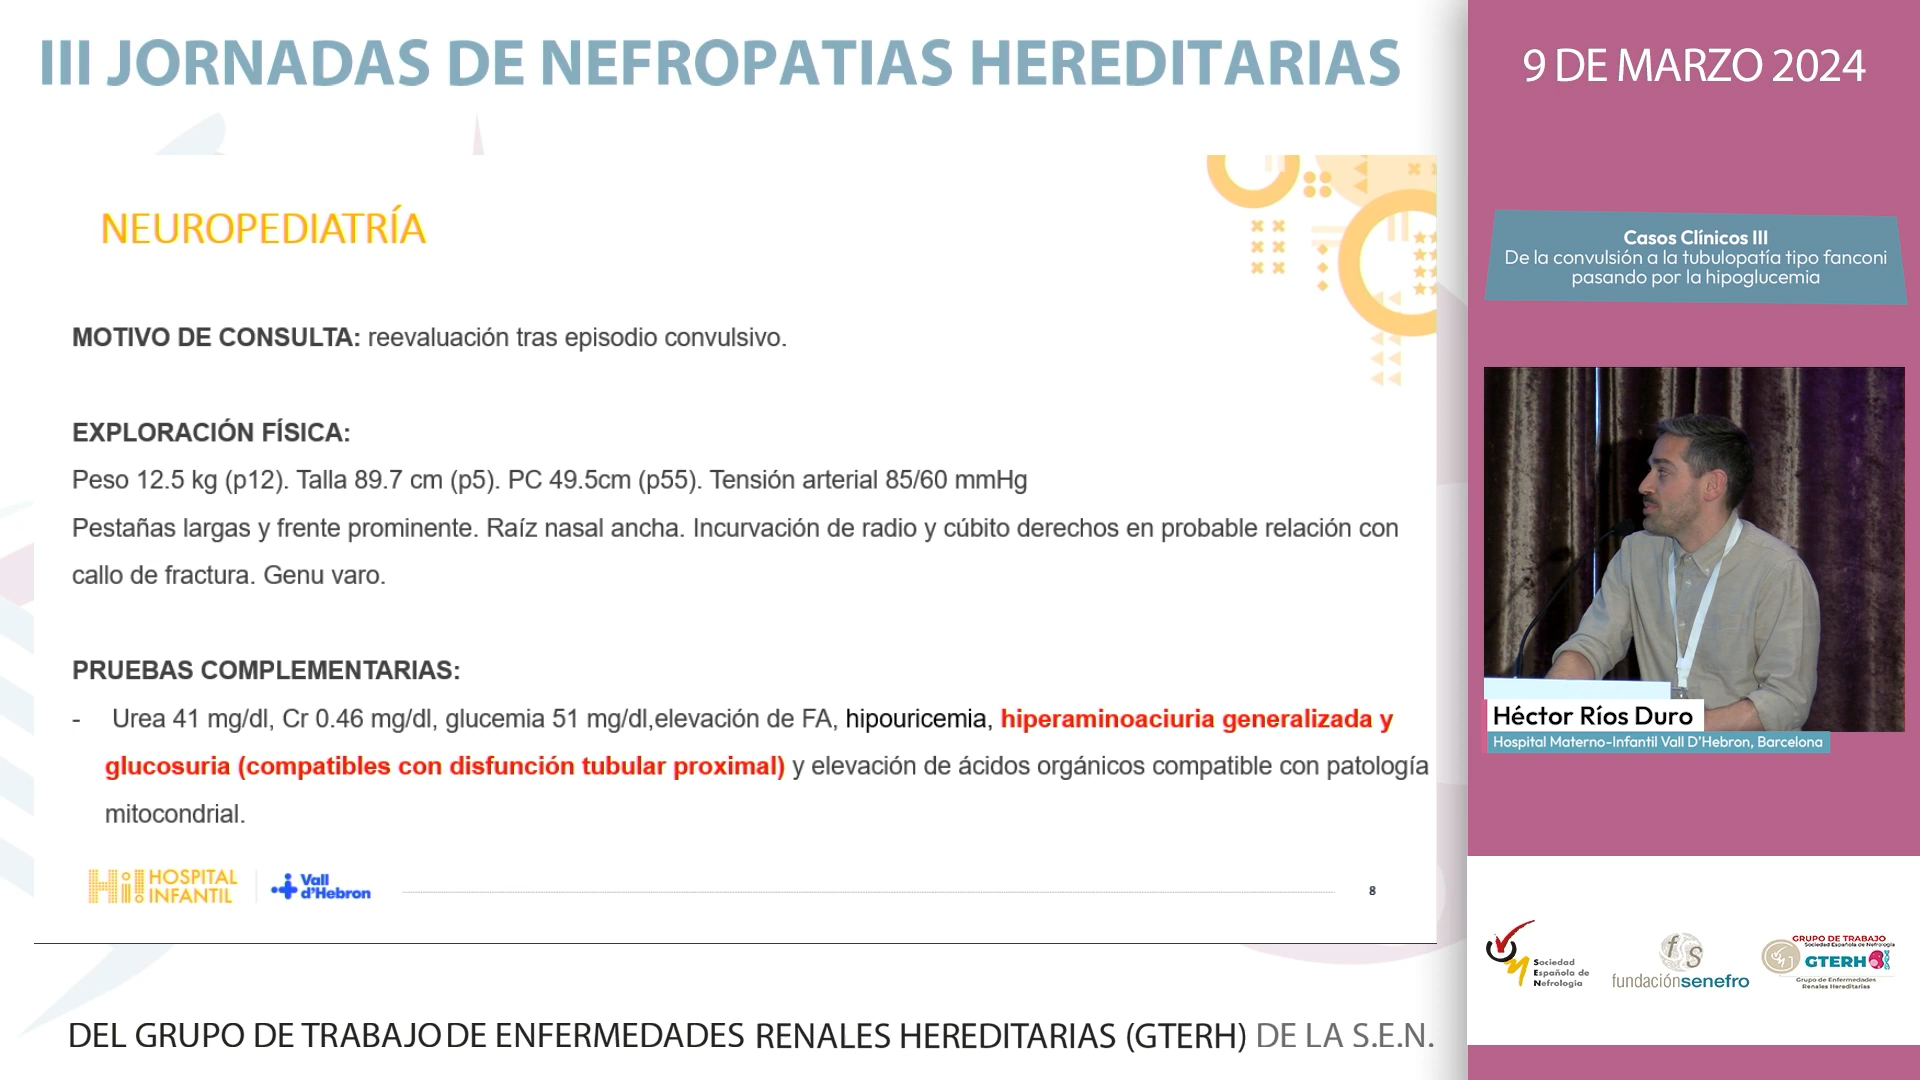 III JORNADAS DE NEFROPATIAS HEREDITARIAS
9 DE MARZO 2024
Casos Clínicos III
De la convulsión a la tubulopatía tipo fanconi
pasando por la hipoglucemia
NEUROPEDIATRÍA
MOTIVO DE CONSULTA: reevaluación tras episodio convulsivo.
EXPLORACIÓN FÍSICA:
Peso 12.5 kg (p12). Talla 89.7 cm (p5). PC 49.5cm (p55). Tensión arterial 85/60 mmHg
Pestañas largas y frente prominente. Raíz nasal ancha. Incurvación de radio y cúbito derechos en probable relación con
callo de fractura. Genu varo.
PRUEBAS COMPLEMENTARIAS:
- Urea 41 mg/dl, Cr 0.46 mg/dl, glucemia 51 mg/dl,elevación de FA, hipouricemia, hiperaminoaciuria generalizada y
glucosuria (compatibles con disfunción tubular proximal) y elevación de ácidos orgánicos compatible con patología
mitocondrial.
Hi! HOSPITAL
INFANTIL
Vall
d'Hebron
8
Héctor Ríos Duro
Hospital Materno-Infantil Vall D'Hebron, Barcelona
Sociedad
Española de
Nefrología
fS
fundaciónsenefro
GRUPO DE TRABAJO
Sociedad Española de Nefrología
GTERH
Grupo de Enfermedades
Renales Hereditarias
DEL GRUPO DE TRABAJO DE ENFERMEDADES RENALES HEREDITARIAS (GTERH) DE LA S.E.N.